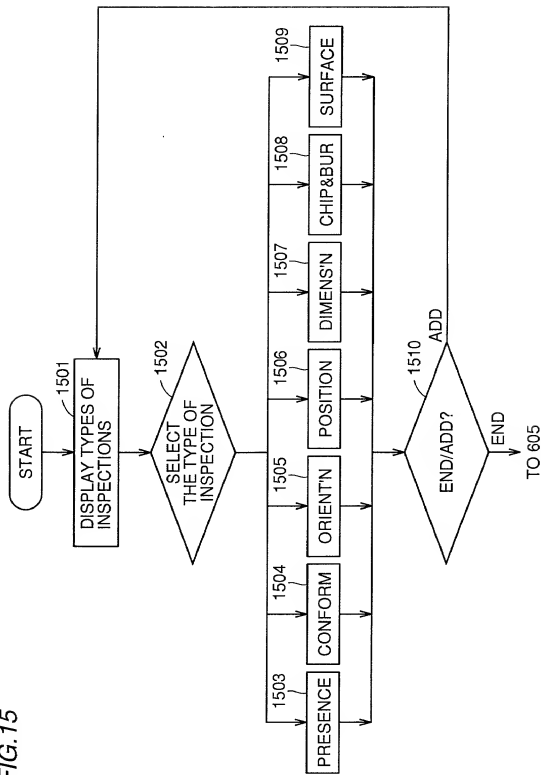 FIG.15
START
1501
DISPLAY TYPES OF
INSPECTIONS
1502
SELECT
THE TYPE OF
INSPECTION
1503
PRESENCE
1504
CONFORM
1505
ORIENT'N
1506
POSITION
1507
DIMENS'N
1508
CHIP&BUR
1509
SURFACE
1510
END/ADD?
ADD
END
TO 605